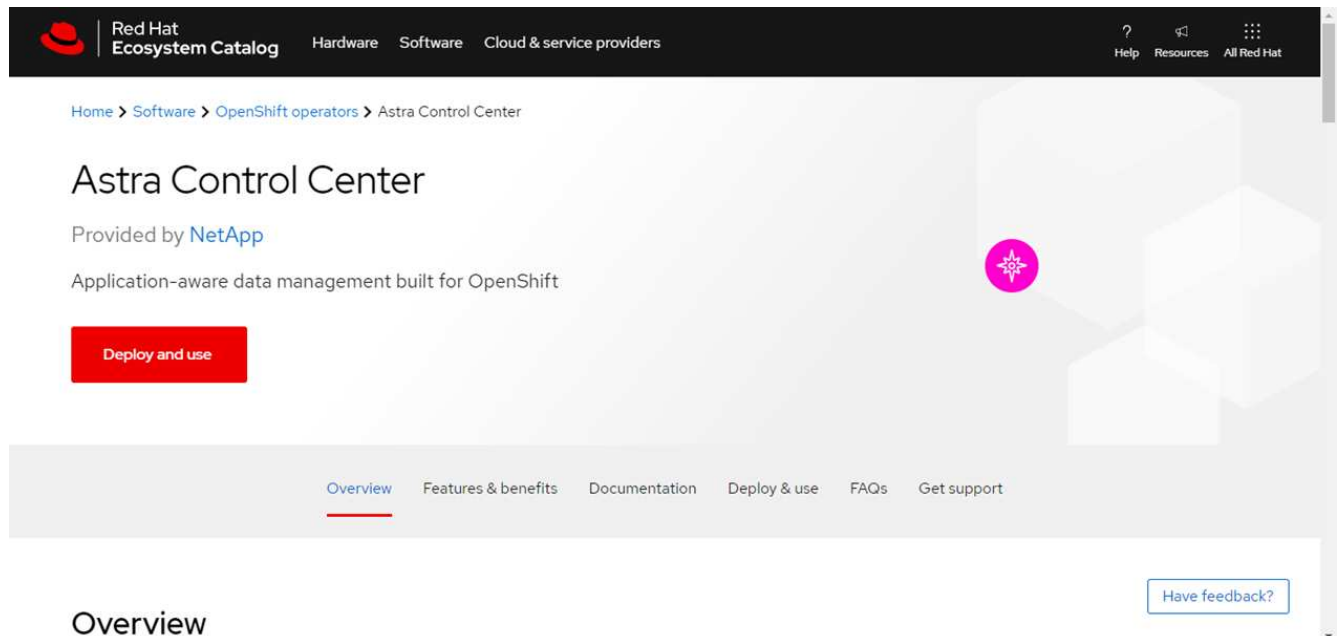 Red Hat
Ecosystem Catalog
Hardware Software Cloud & service providers
?
Help Resources All Red Hat
Home > Software > OpenShift operators > Astra Control Center
Astra Control Center
Provided by NetApp
Application-aware data management built for OpenShift
Deploy and use
Overview Features & benefits Documentation Deploy & use FAQs Get support
Have feedback?
Overview